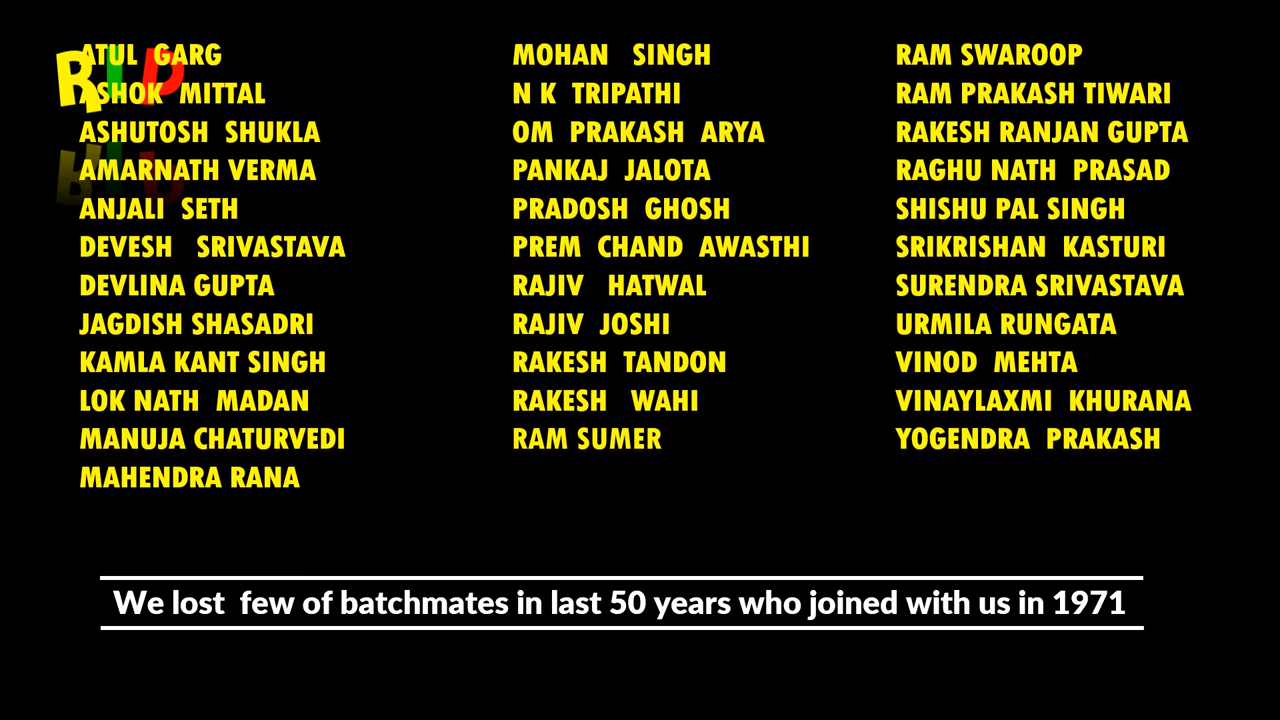 RIP
ATUL GARG
ASHOK MITTAL
ASHUTOSH SHUKLA
AMARNATH VERMA
ANJALI SETH
DEVESH SRIVASTAVA
DEVLINA GUPTA
JAGDISH SHASADRI
KAMLA KANT SINGH
LOK NATH MADAN
MANUJA CHATURVEDI
MAHENDRA RANA
MOHAN SINGH
N K TRIPATHI
OM PRAKASH ARYA
PANKAJ JALOTA
PRADOSH GHOSH
PREM CHAND AWASTHI
RAJIV HATWAL
RAJIV JOSHI
RAKESH TANDON
RAKESH WAHI
RAM SUMER
RAM SWAROOP
RAM PRAKASH TIWARI
RAKESH RANJAN GUPTA
RAGHU NATH PRASAD
SHISHU PAL SINGH
SRIKRISHAN KASTURI
SURENDRA SRIVASTAVA
URMILA RUNGATA
VINOD MEHTA
VINAYLAXMI KHURANA
YOGENDRA PRAKASH
We lost few of batchmates in last 50 years who joined with us in 1971